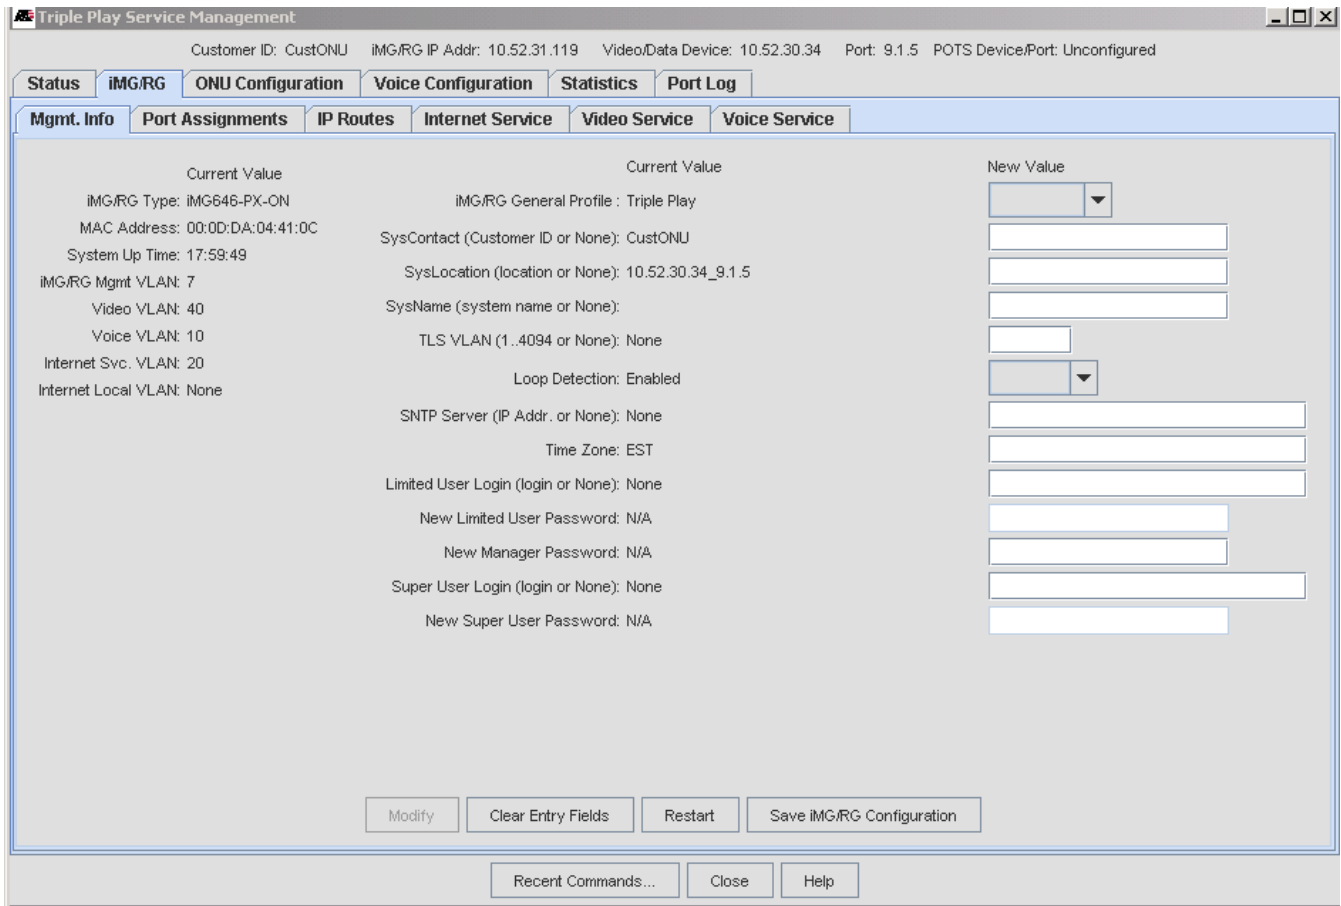 Triple Play Service Management
Customer ID: CustONU iMG/RG IP Addr: 10.52.31.119 Video/Data Device: 10.52.30.34 Port: 9.1.5 POTS Device/Port: Unconfigured
Status iMG/RG ONU Configuration Voice Configuration Statistics Port Log
Mgmt. Info Port Assignments IP Routes Internet Service Video Service Voice Service
Current Value
iMG/RG Type: iMG646-PX-ON
MAC Address: 00:0D:DA:04:41:0C
System Up Time: 17:59:49
iMG/RG Mgmt VLAN: 7
Video VLAN: 40
Voice VLAN: 10
Internet Svc. VLAN: 20
Internet Local VLAN: None
Current Value New Value
iMG/RG General Profile : Triple Play
SysContact (Customer ID or None): CustONU
SysLocation (location or None): 10.52.30.34_9.1.5
SysName (system name or None):
TLS VLAN (1..4094 or None): None
Loop Detection: Enabled
SNTP Server (IP Addr. or None): None
Time Zone: EST
Limited User Login (login or None): None
New Limited User Password: N/A
New Manager Password: N/A
Super User Login (login or None): None
New Super User Password: N/A
Modify Clear Entry Fields Restart Save iMG/RG Configuration
Recent Commands... Close Help